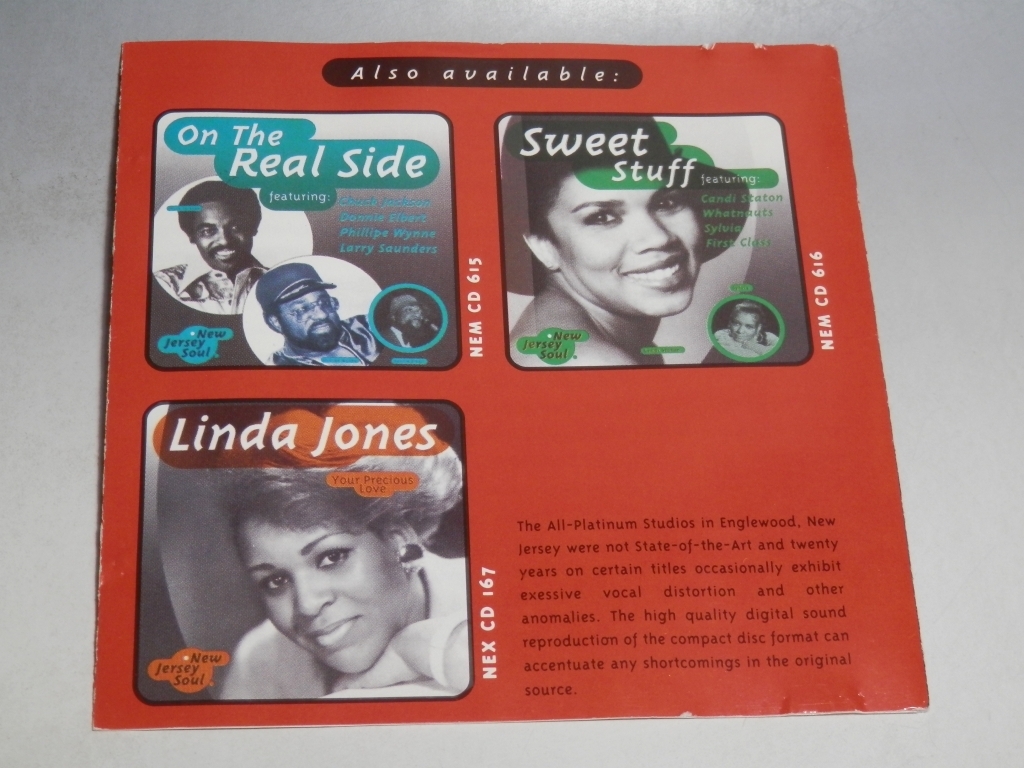 Also available:
On The
Real Side
featuring:
Chuck Jackson
Donnie Elbert
Phillipe Wynne
Larry Saunders
New
Jersey
Soul
NEM CD 615
Sweet
Stuff
featuring:
Candi Staton
Whatnauts
Sylvia
First Class
New
Jersey
Soul
NEM CD 616
Linda Jones
Your Precious
Love
New
Jersey
Soul
NEX CD 167
The All-Platinum Studios in Englewood, New
Jersey were not State-of-the-Art and twenty
years on certain titles occasionally exhibit
exessive vocal distortion and other
anomalies. The high quality digital sound
reproduction of the compact disc format can
accentuate any shortcomings in the original
source.